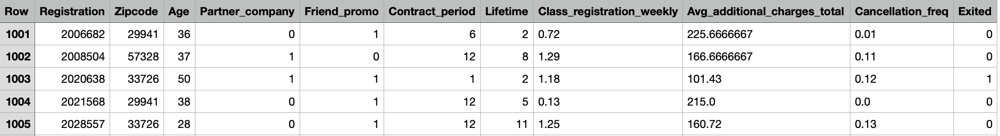 Row Registration Zipcode Age Partner_company Friend_promo Contract_period Lifetime Class_registration_weekly Avg_additional_charges_total Cancellation_freq Exited
1001 2006682 29941 36 0 1 6 2 0.72 225.6666667 0.01 0
1002 2008504 57328 37 1 0 12 8 1.29 166.6666667 0.11 0
1003 2020638 33726 50 1 1 1 2 1.18 101.43 0.12 1
1004 2021568 29941 38 0 1 12 5 0.13 215.0 0.0 0
1005 2028557 33726 28 0 1 12 11 1.25 160.72 0.13 0